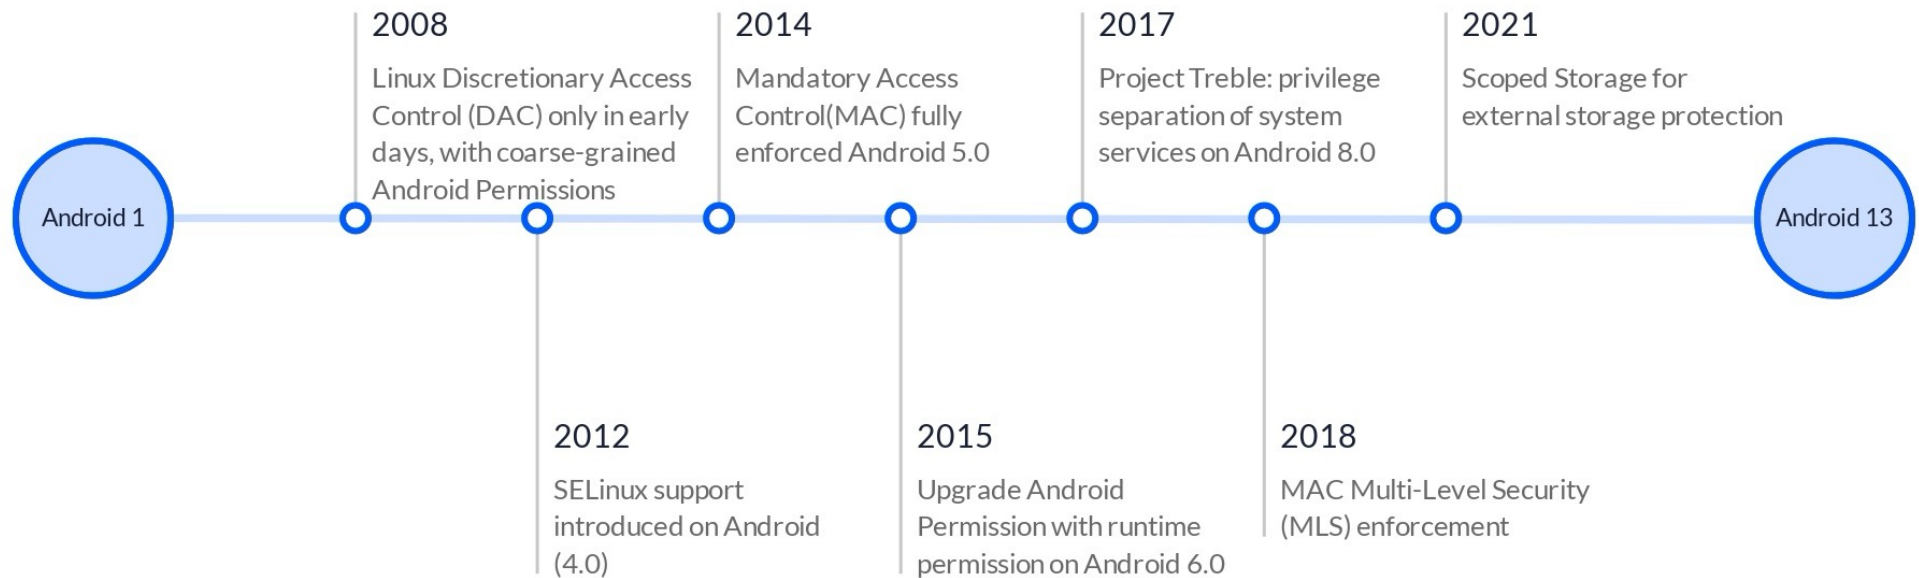 Android 1
2008
Linux Discretionary Access
Control (DAC) only in early
days, with coarse-grained
Android Permissions
2012
SELinux support
introduced on Android
(4.0)
2014
Mandatory Access
Control(MAC) fully
enforced Android 5.0
2015
Upgrade Android
Permission with runtime
permission on Android 6.0
2017
Project Treble: privilege
separation of system
services on Android 8.0
2018
MAC Multi-Level Security
(MLS) enforcement
2021
Scoped Storage for
external storage protection
Android 13